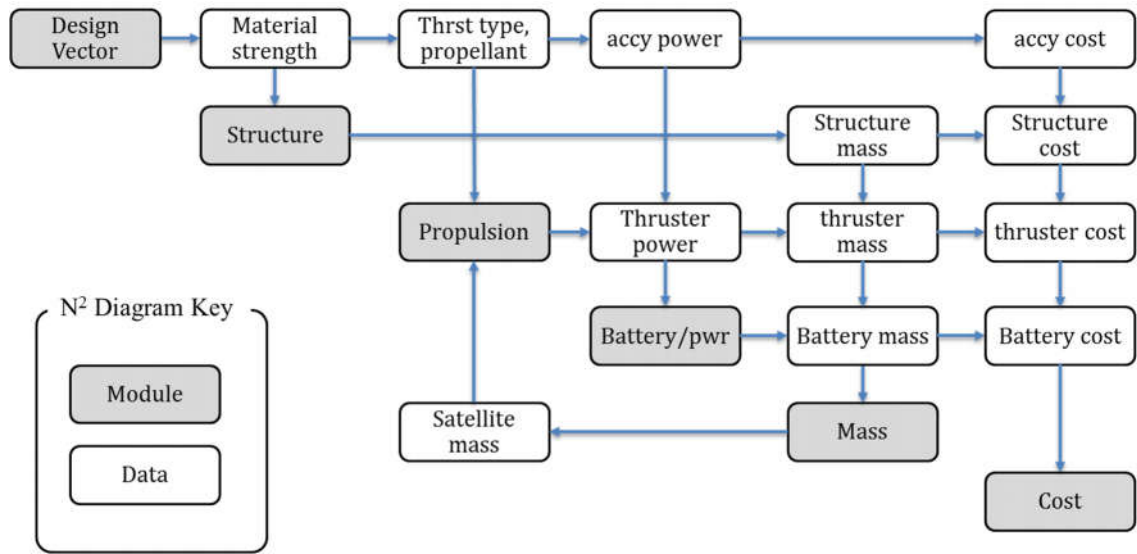 Design
Vector
Material
strength
Thrst type,
propellant
accy power
accy cost
Structure
Structure
mass
Structure
cost
Propulsion
Thruster
power
thruster
mass
thruster cost
N² Diagram Key
Battery/pwr
Battery mass
Battery cost
Module
Satellite
mass
Mass
Data
Cost